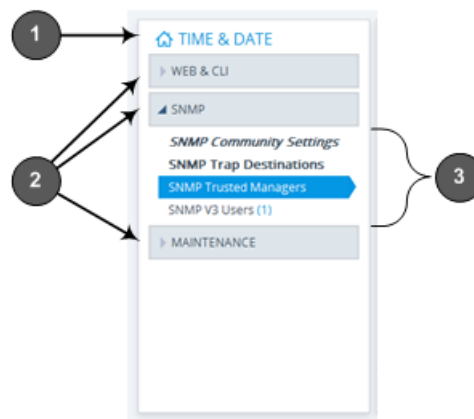 1
TIME & DATE
WEB & CLI
SNMP
SNMP Community Settings
SNMP Trap Destinations
2
SNMP Trusted Managers
3
SNMP V3 Users (1)
MAINTENANCE